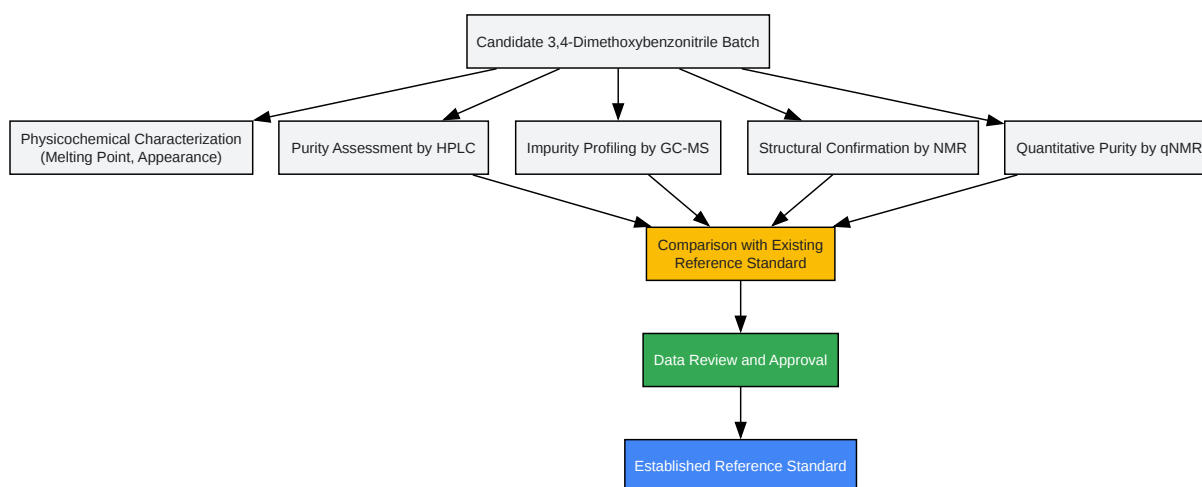 Candidate 3,4-Dimethoxybenzonitrile Batch
Physicochemical Characterization
(Melting Point, Appearance)
Purity Assessment by HPLC
Impurity Profiling by GC-MS
Structural Confirmation by NMR
Quantitative Purity by qNMR
Comparison with Existing
Reference Standard
Data Review and Approval
Established Reference Standard